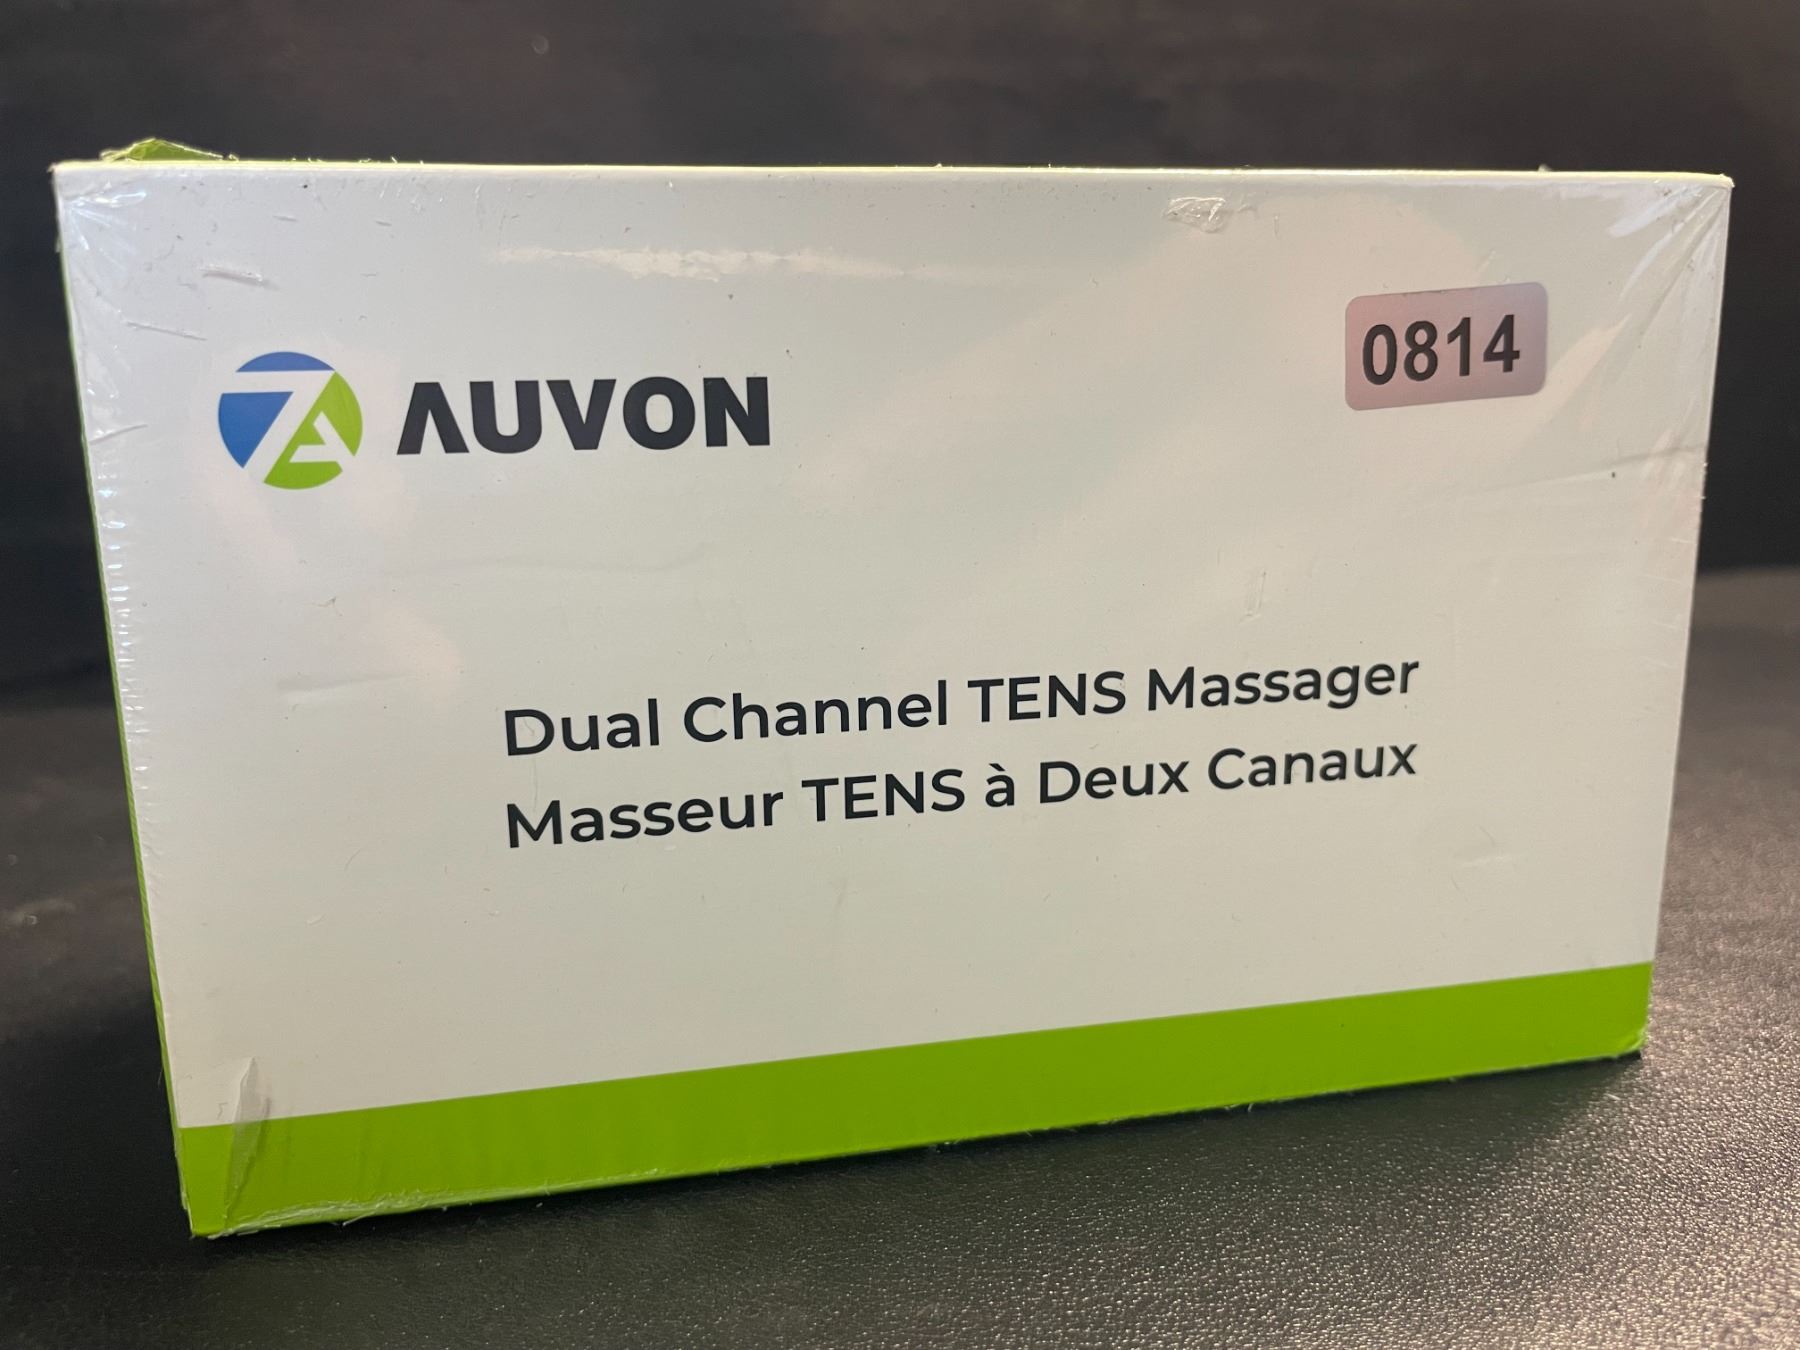 AUVON
0814
Dual Channel TENS Massager
Masseur TENS à Deux Canaux